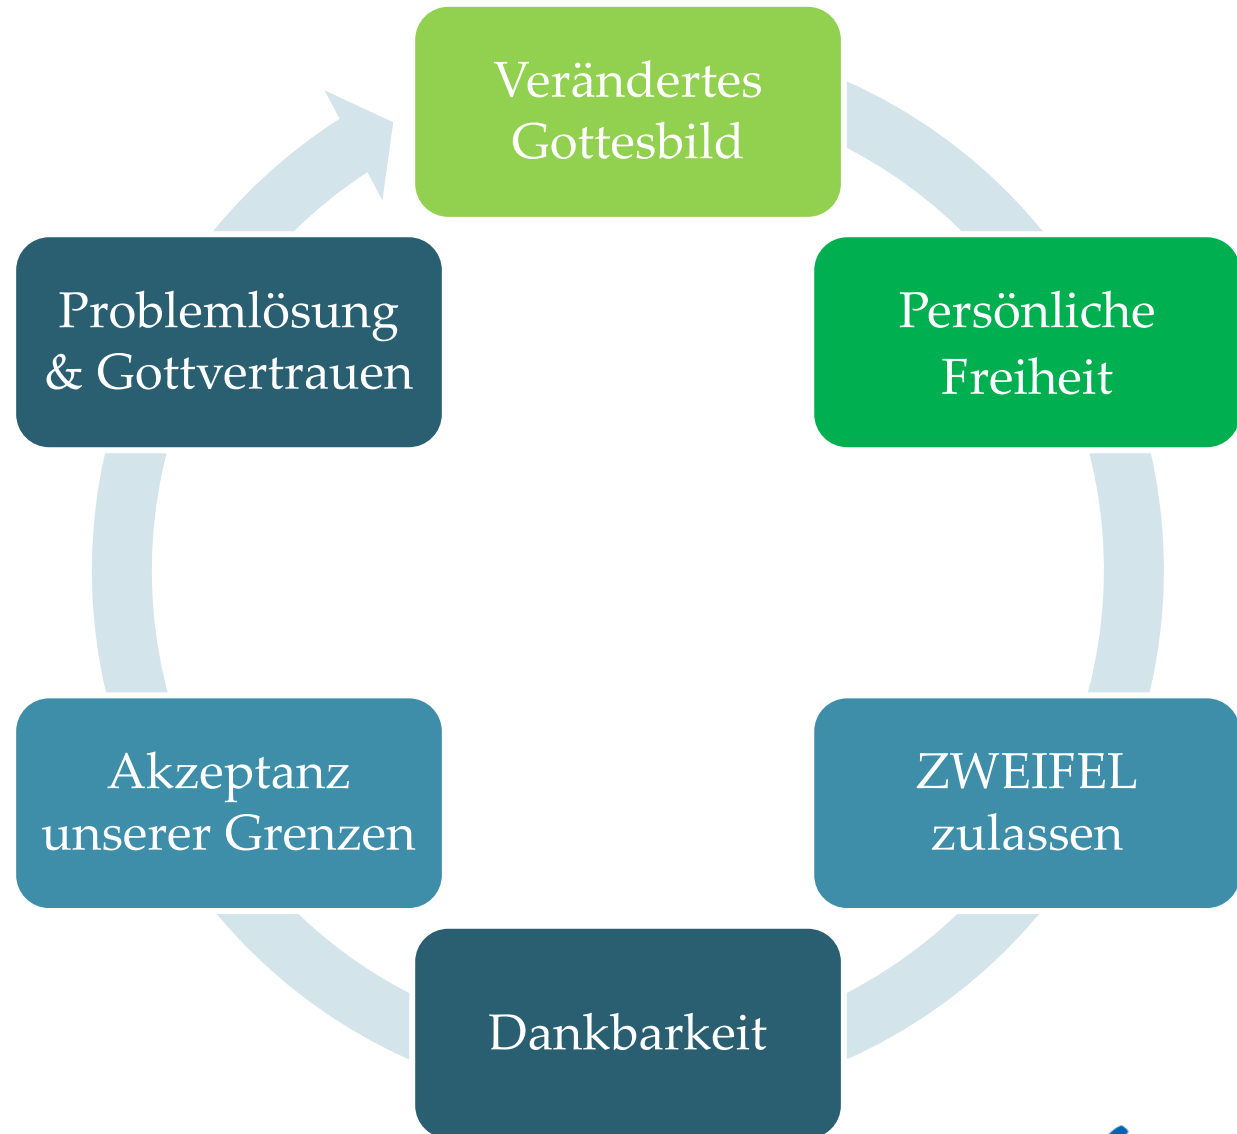 Verändertes
Gottesbild
Persönliche
Freiheit
ZWEIFEL
zulassen
Dankbarkeit
Akzeptanz
unserer Grenzen
Problemlösung
& Gottvertrauen